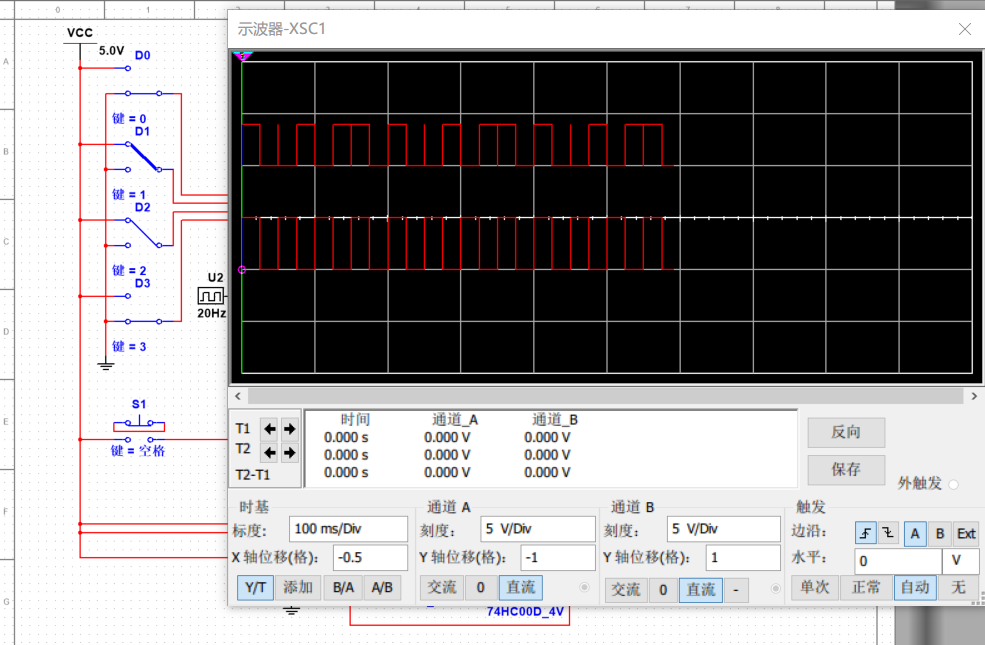 0 1
A
B
C
D
E
F
G
VCC
5.0V
D0
键 = 0
D1
键 = 1
D2
键 = 2
D3
键 = 3
S1
键 = 空格
U2
20Hz
74HC00D_4V
示波器-XSC1
T1
T2
T2-T1
时间 通道_A 通道_B
0.000 s 0.000 V 0.000 V
0.000 s 0.000 V 0.000 V
0.000 s 0.000 V 0.000 V
反向
保存
外触发
时基
标度: 100 ms/Div
X 轴位移(格): -0.5
Y/T 添加 B/A A/B
通道 A
刻度: 5 V/Div
Y 轴位移(格): -1
交流 0 直流
通道 B
刻度: 5 V/Div
Y 轴位移(格): 1
交流 0 直流 -
触发
边沿: A B Ext
水平: 0 V
单次 正常 自动 无